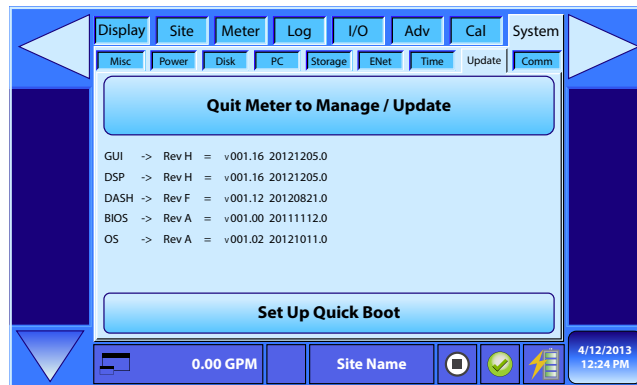 Display Site Meter Log I/O Adv Cal System
Misc Power Disk PC Storage ENet Time Update Comm
Quit Meter to Manage / Update
GUI -> Rev H = v001.16 20121205.0
DSP -> Rev H = v001.16 20121205.0
DASH -> Rev F = v001.12 20120821.0
BIOS -> Rev A = v001.00 20111112.0
OS -> Rev A = v001.02 20121011.0
Set Up Quick Boot
0.00 GPM Site Name 4/12/2013
12:24 PM